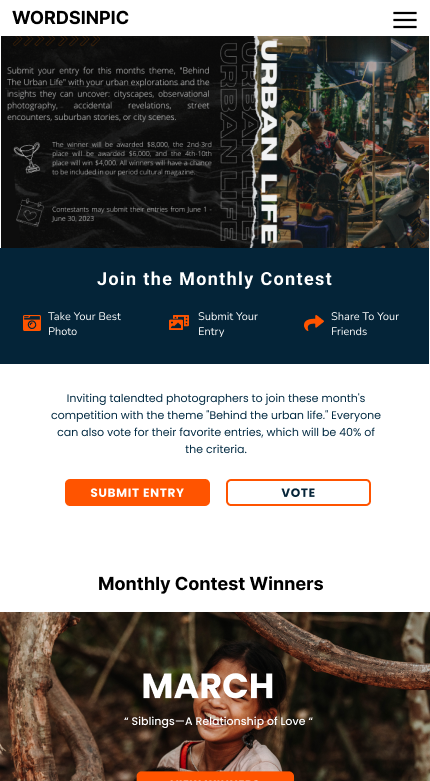 WORDSINPIC
Submit your entry for this months theme, "Behind
The Urban Life" with your urban explorations and the
insights they can uncover: cityscapes, observational
photography, accidental revelations, street
encounters, suburban stories, or city scenes.
The winner will be awarded $8,000, the 2nd-3rd
place will be awarded $6,000, and the 4th-10th
place will win $4,000. All winners will have a chance
to be included in our period cultural magazine.
Contestants may submit their entries from June 1 -
June 30, 2023
URBAN LIFE
URBAN LIFE
URBAN LIFE
Join the Monthly Contest
Take Your Best
Photo
Submit Your
Entry
Share To Your
Friends
Inviting talendted photographers to join these month's
competition with the theme "Behind the urban life." Everyone
can also vote for their favorite entries, which will be 40% of
the criteria.
SUBMIT ENTRY
VOTE
Monthly Contest Winners
MARCH
“ Siblings—A Relationship of Love “